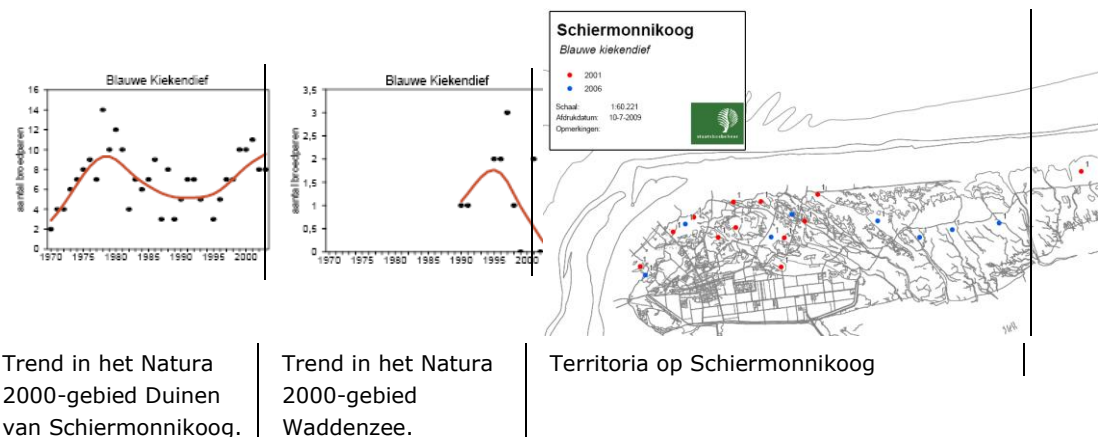 Schiermonnikoog
Blauwe kiekendief
2001
2006
Schaal: 1:60.221
Afdrukdatum: 10-7-2009
Opmerkingen:
Blauwe Kiekendief
aantal broedparen
16
14
12
10
8
6
4
2
0
1970 1975 1980 1985 1990 1995 2000
Blauwe Kiekendief
aantal broedparen
3,5
3
2,5
2
1,5
1
0,5
0
1970 1975 1980 1985 1990 1995 2000
Trend in het Natura
2000-gebied Duinen
van Schiermonnikoog.
Trend in het Natura
2000-gebied
Waddenzee.
Territoria op Schiermonnikoog